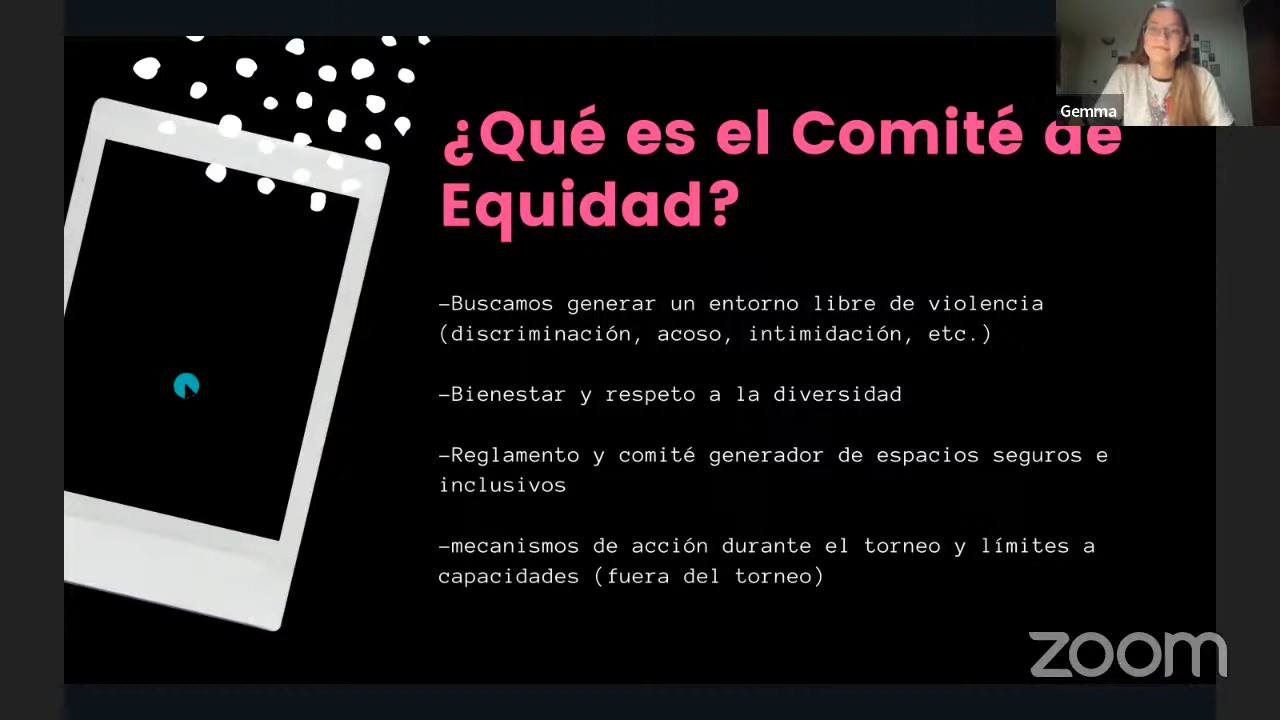 Gemma
¿Qué es el Comité de
Equidad?
-Buscamos generar un entorno libre de violencia
(discriminación, acoso, intimidación, etc.)
-Bienestar y respeto a la diversidad
-Reglamento y comité generador de espacios seguros e
inclusivos
-mecanismos de acción durante el torneo y límites a
capacidades (fuera del torneo)
zoom